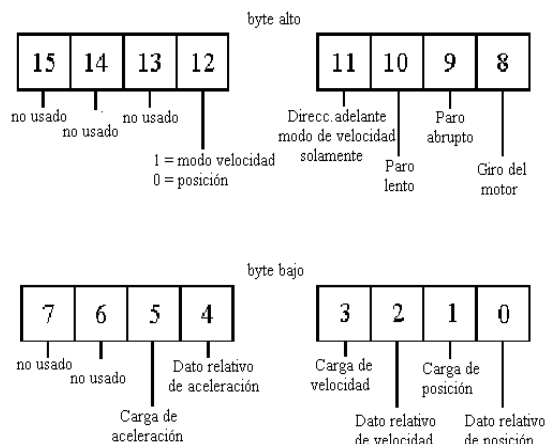 byte alto
15 14 13 12
11 10 9 8
no usado
no usado
no usado
1 = modo velocidad
0 = posición
Direcc.adelante
modo de velocidad
solamente
Paro
lento
Paro
abrupto
Giro del
motor
byte bajo
7 6 5 4
3 2 1 0
no usado
no usado
Carga de
aceleración
Dato relativo
de aceleración
Carga de
velocidad
Dato relativo
de velocidad
Carga de
posición
Dato relativo
de posición